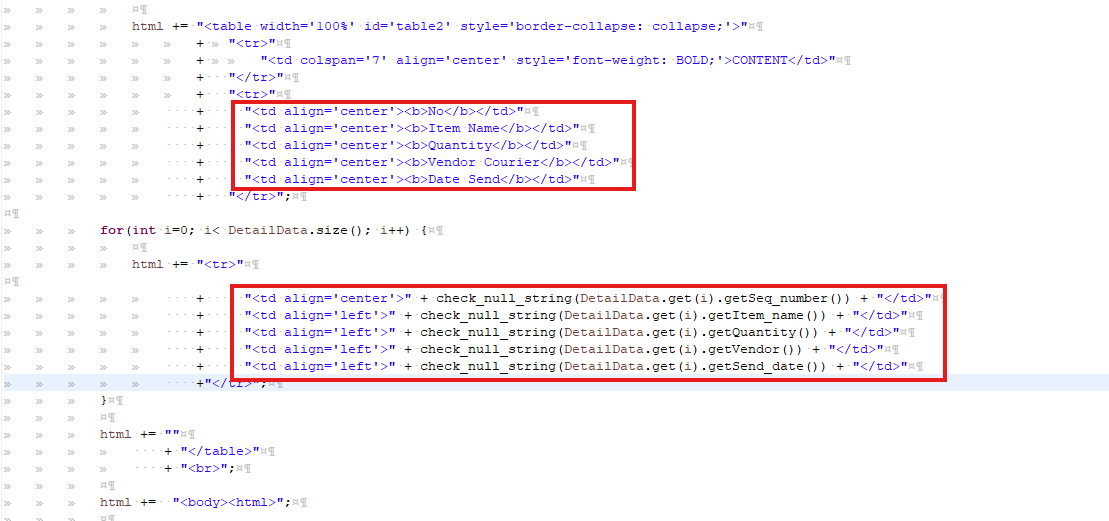 html += "<table width='100%' id='table2' style='border-collapse: collapse;'>"
+ "<tr>"
+ "<td colspan='7' align='center' style='font-weight: BOLD;'>CONTENT</td>"
+ "</tr>"
+ "<tr>"
+ "<td align='center'><b>No</b></td>"
+ "<td align='center'><b>Item Name</b></td>"
+ "<td align='center'><b>Quantity</b></td>"
+ "<td align='center'><b>Vendor Courier</b></td>"
+ "<td align='center'><b>Date Send</b></td>"
+ "</tr>";
for(int i=0; i< DetailData.size(); i++) {
html += "<tr>"
+ "<td align='center'>" + check_null_string(DetailData.get(i).getSeq_number()) + "</td>"
+ "<td align='left'>" + check_null_string(DetailData.get(i).getItem_name()) + "</td>"
+ "<td align='left'>" + check_null_string(DetailData.get(i).getQuantity()) + "</td>"
+ "<td align='left'>" + check_null_string(DetailData.get(i).getVendor()) + "</td>"
+ "<td align='left'>" + check_null_string(DetailData.get(i).getSend_date()) + "</td>"
+"</tr>";
}
html += ""
+ "</table>"
+ "<br>";
html += "<body><html>";